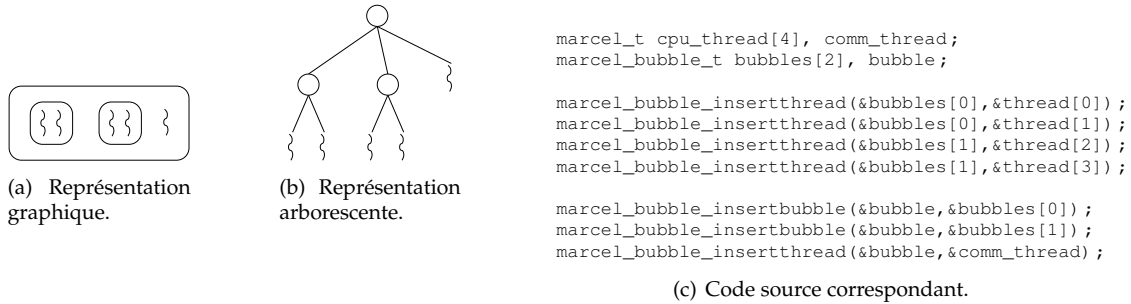 marcel_t cpu_thread[4], comm_thread;
marcel_bubble_t bubbles[2], bubble;
marcel_bubble_insertthread(&bubbles[0],&thread[0]);
marcel_bubble_insertthread(&bubbles[0],&thread[1]);
marcel_bubble_insertthread(&bubbles[1],&thread[2]);
marcel_bubble_insertthread(&bubbles[1],&thread[3]);
marcel_bubble_insertbubble(&bubble,&bubbles[0]);
marcel_bubble_insertbubble(&bubble,&bubbles[1]);
marcel_bubble_insertthread(&bubble,&comm_thread);
(a) Représentation
graphique.
(b) Représentation
arborescente.
(c) Code source correspondant.